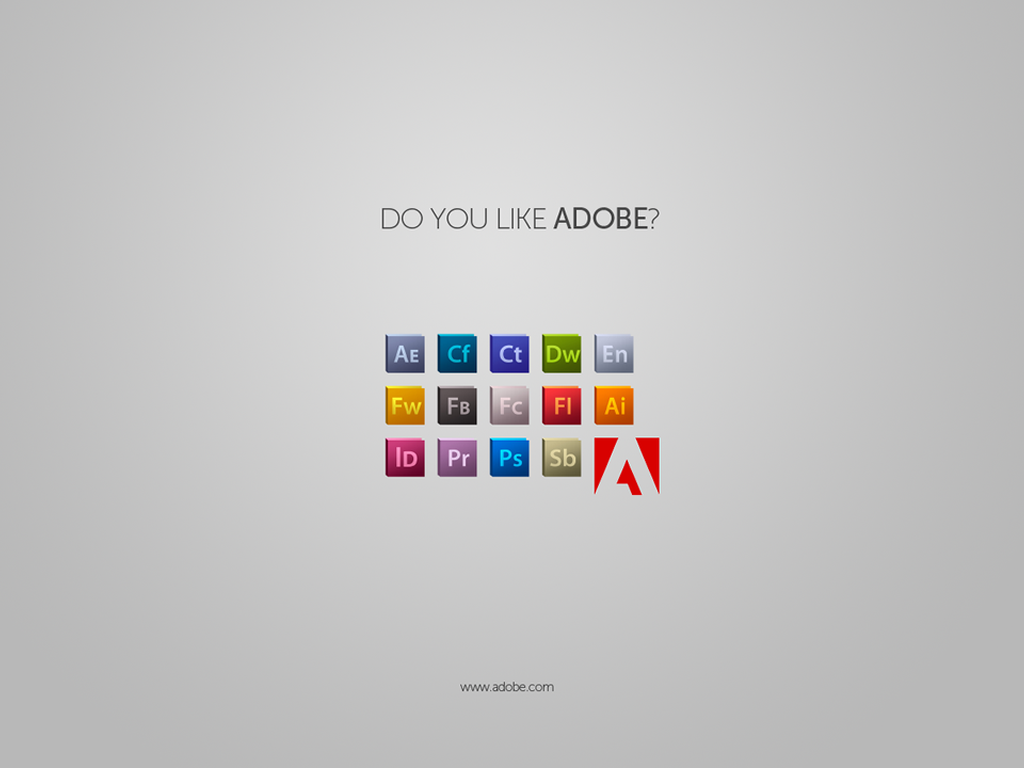 DO YOU LIKE ADOBE?
AE Cf Ct Dw En
Fw FB Fc Fl Ai
ID Pr Ps Sb
www.adobe.com